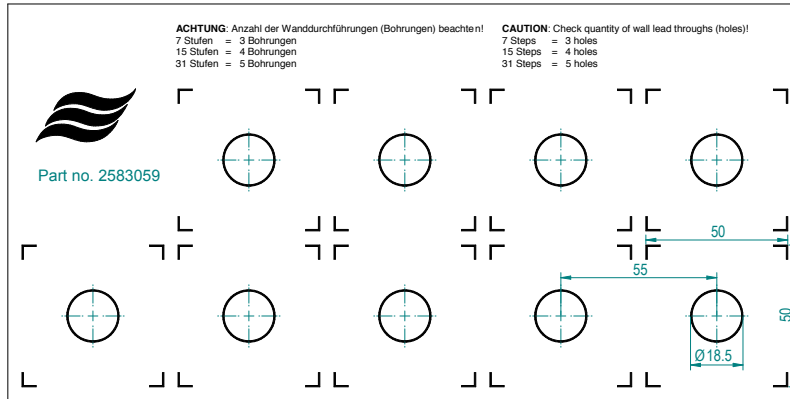 ACHTUNG: Anzahl der Wanddurchführungen (Bohrungen) beachten!
7 Stufen = 3 Bohrungen
15 Stufen = 4 Bohrungen
31 Stufen = 5 Bohrungen
CAUTION: Check quantity of wall lead throughs (holes)!
7 Steps = 3 holes
15 Steps = 4 holes
31 Steps = 5 holes
Part no. 2583059
50
55
50
Ø18.5